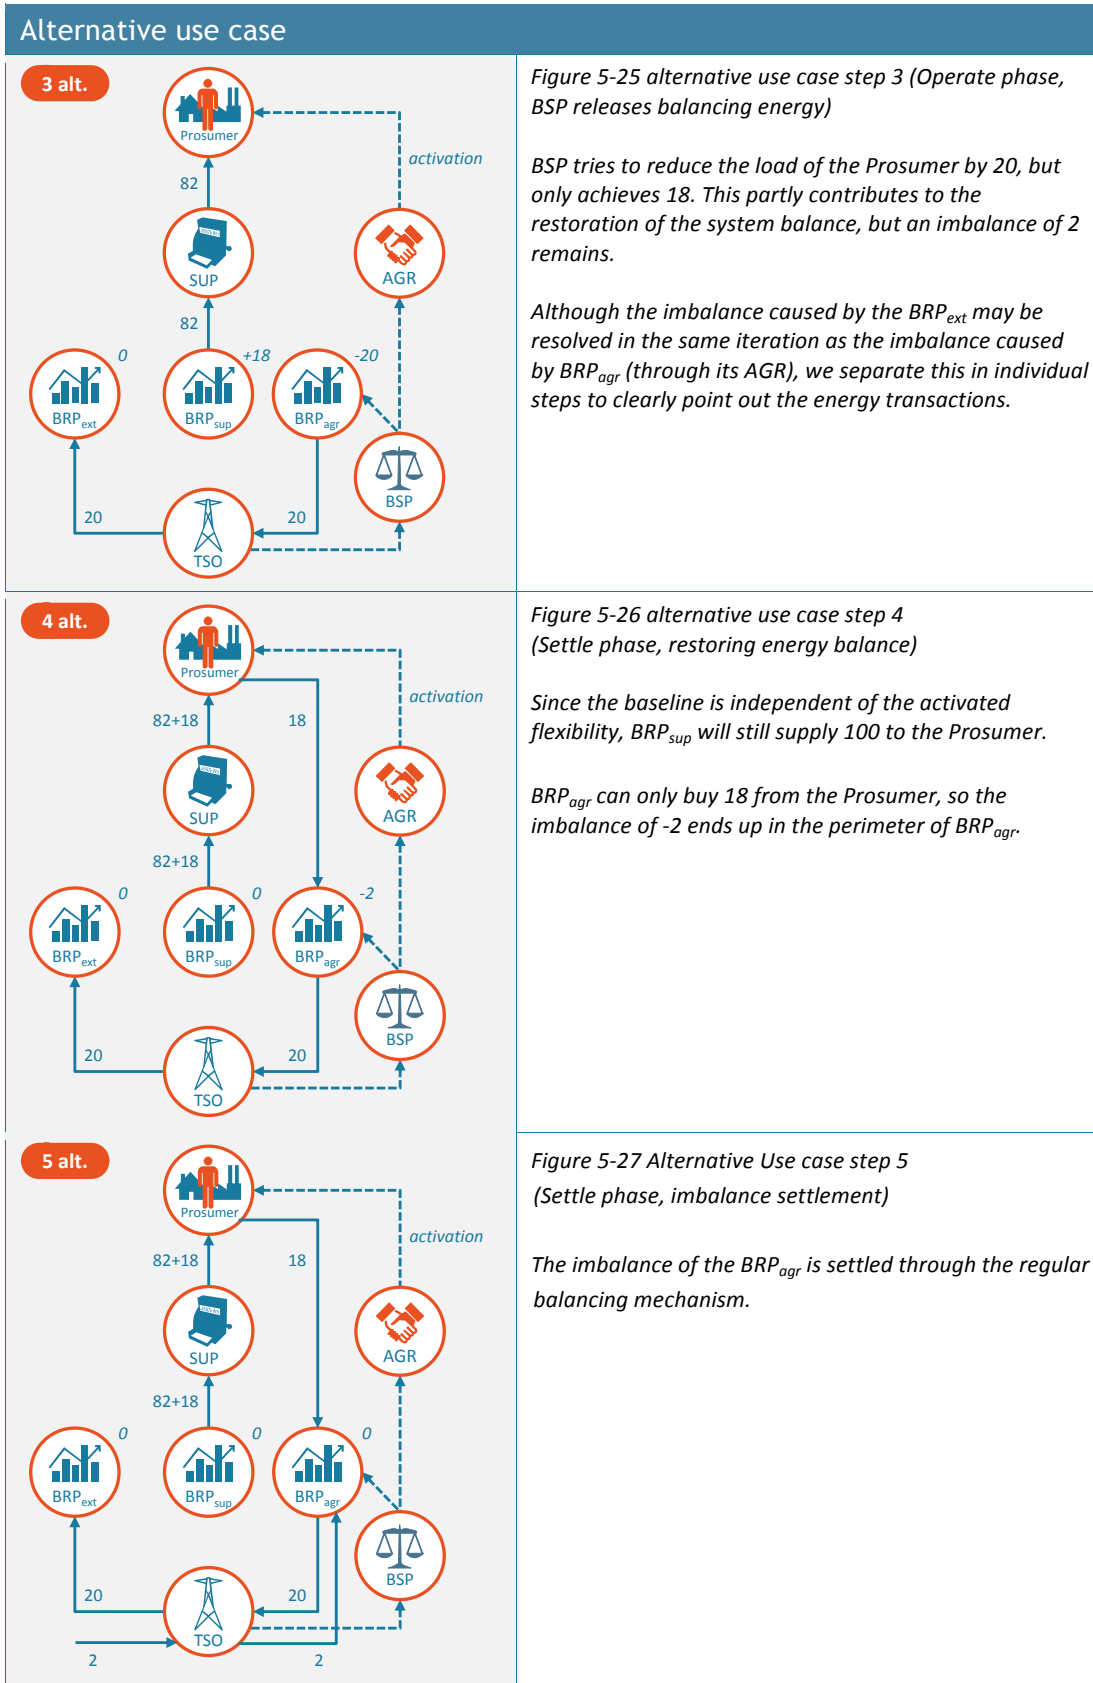 Alternative use case
3 alt.
Prosumer
activation
82
SUP
AGR
82
0
+18
-20
BRPext
BRPsup
BRPagr
BSP
20
20
TSO
Figure 5-25 alternative use case step 3 (Operate phase,
BSP releases balancing energy)
BSP tries to reduce the load of the Prosumer by 20, but
only achieves 18. This partly contributes to the
restoration of the system balance, but an imbalance of 2
remains.
Although the imbalance caused by the BRPext may be
resolved in the same iteration as the imbalance caused
by BRPagr (through its AGR), we separate this in individual
steps to clearly point out the energy transactions.
4 alt.
Prosumer
activation
82+18
18
SUP
AGR
82+18
0
0
-2
BRPext
BRPsup
BRPagr
BSP
20
20
TSO
Figure 5-26 alternative use case step 4
(Settle phase, restoring energy balance)
Since the baseline is independent of the activated
flexibility, BRPsup will still supply 100 to the Prosumer.
BRPagr can only buy 18 from the Prosumer, so the
imbalance of -2 ends up in the perimeter of BRPagr.
5 alt.
Prosumer
activation
82+18
18
SUP
AGR
82+18
0
0
0
BRPext
BRPsup
BRPagr
BSP
20
20
TSO
2
2
Figure 5-27 Alternative Use case step 5
(Settle phase, imbalance settlement)
The imbalance of the BRPagr is settled through the regular
balancing mechanism.